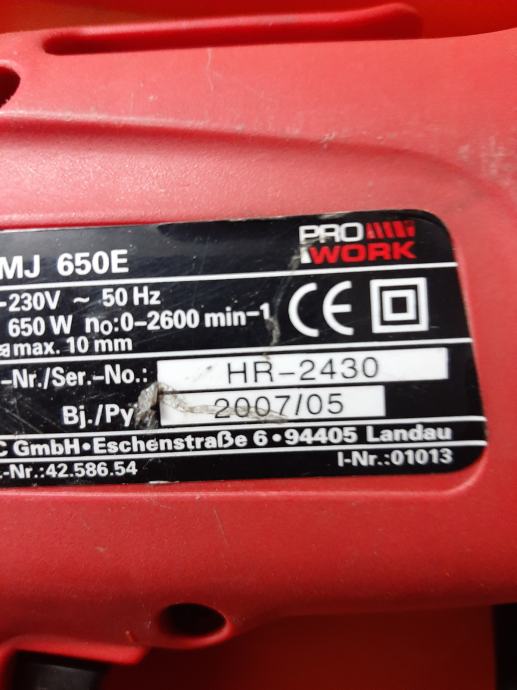 PRO
WORK
MJ 650E
-230V ~ 50 Hz
650 W n₀:0-2600 min-1
max. 10 mm
-Nr./Ser.-No.: HR-2430
Bj./Py 2007/05
C GmbH•Eschenstraße 6•94405 Landau
.-Nr.:42.586.54 I-Nr.:01013